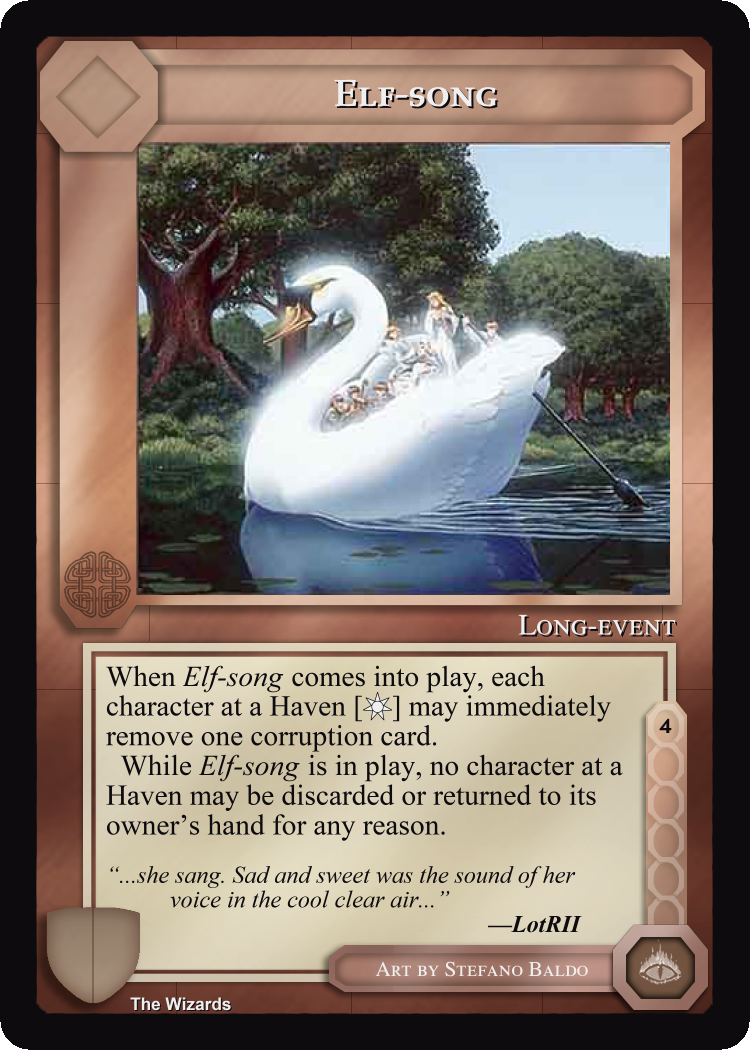 Elf-song
Long-event
When Elf-song comes into play, each
character at a Haven [☼] may immediately
remove one corruption card.
While Elf-song is in play, no character at a
Haven may be discarded or returned to its
owner's hand for any reason.
4
“...she sang. Sad and sweet was the sound of her
voice in the cool clear air...”
—LotRII
Art by Stefano Baldo
The Wizards